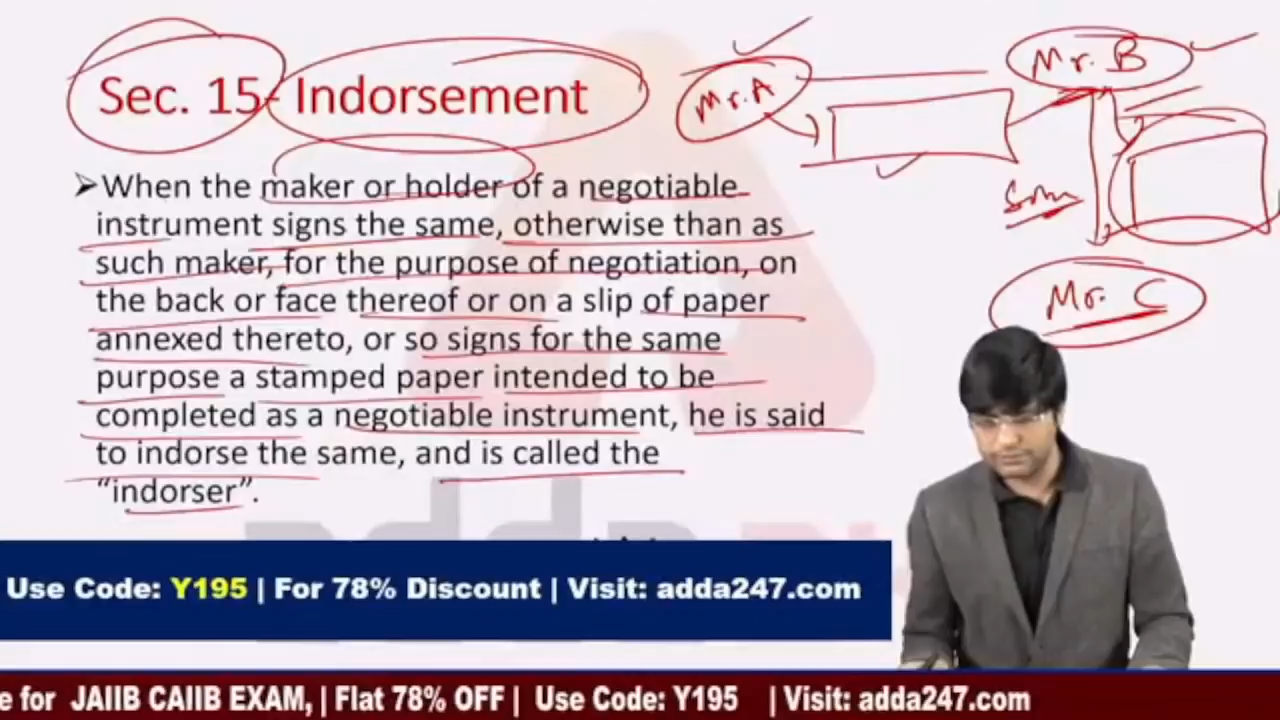 Sec. 15- Indorsement
Mr. A
Mr. B
Mr. C
➢When the maker or holder of a negotiable
instrument signs the same, otherwise than as
such maker, for the purpose of negotiation, on
the back or face thereof or on a slip of paper
annexed thereto, or so signs for the same
purpose a stamped paper intended to be
completed as a negotiable instrument, he is said
to indorse the same, and is called the
“indorser”.
Use Code: Y195 | For 78% Discount | Visit: adda247.com
e for JAIIB CAIIB EXAM, | Flat 78% OFF | Use Code: Y195 | Visit: adda247.com